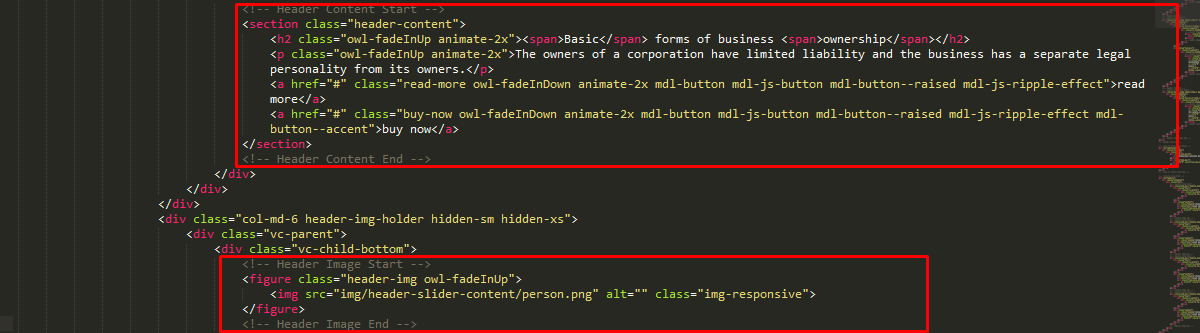 <!-- Header Content Start -->
<section class="header-content">
<h2 class="owl-fadeInUp animate-2x"><span>Basic</span> forms of business <span>ownership</span></h2>
<p class="owl-fadeInUp animate-2x">The owners of a corporation have limited liability and the business has a separate legal
personality from its owners.</p>
<a href="#" class="read-more owl-fadeInDown animate-2x mdl-button mdl-js-button mdl-button--raised mdl-js-ripple-effect">read
more</a>
<a href="#" class="buy-now owl-fadeInDown animate-2x mdl-button mdl-js-button mdl-button--raised mdl-js-ripple-effect mdl-
button--accent">buy now</a>
</section>
<!-- Header Content End -->
</div>
</div>
</div>
<div class="col-md-6 header-img-holder hidden-sm hidden-xs">
<div class="vc-parent">
<div class="vc-child-bottom">
<!-- Header Image Start -->
<figure class="header-img owl-fadeInUp">
<img src="img/header-slider-content/person.png" alt="" class="img-responsive">
</figure>
<!-- Header Image End -->